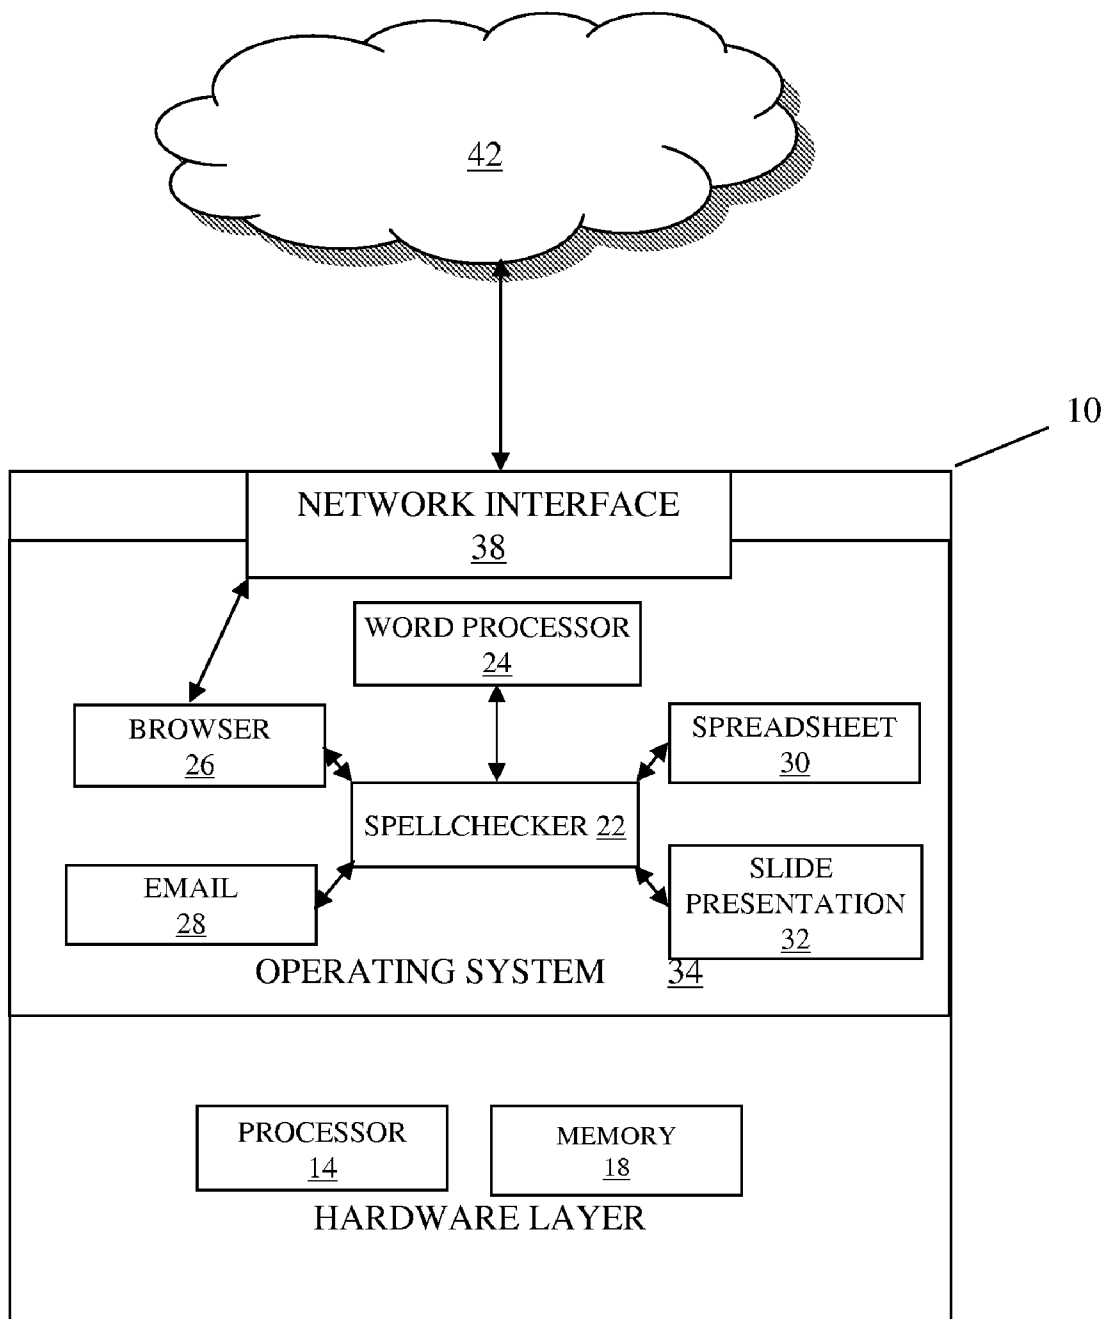 42
10
NETWORK INTERFACE
38
WORD PROCESSOR
24
BROWSER
26
SPREADSHEET
30
SPELLCHECKER 22
EMAIL
28
SLIDE
PRESENTATION
32
OPERATING SYSTEM 34
PROCESSOR
14
MEMORY
18
HARDWARE LAYER